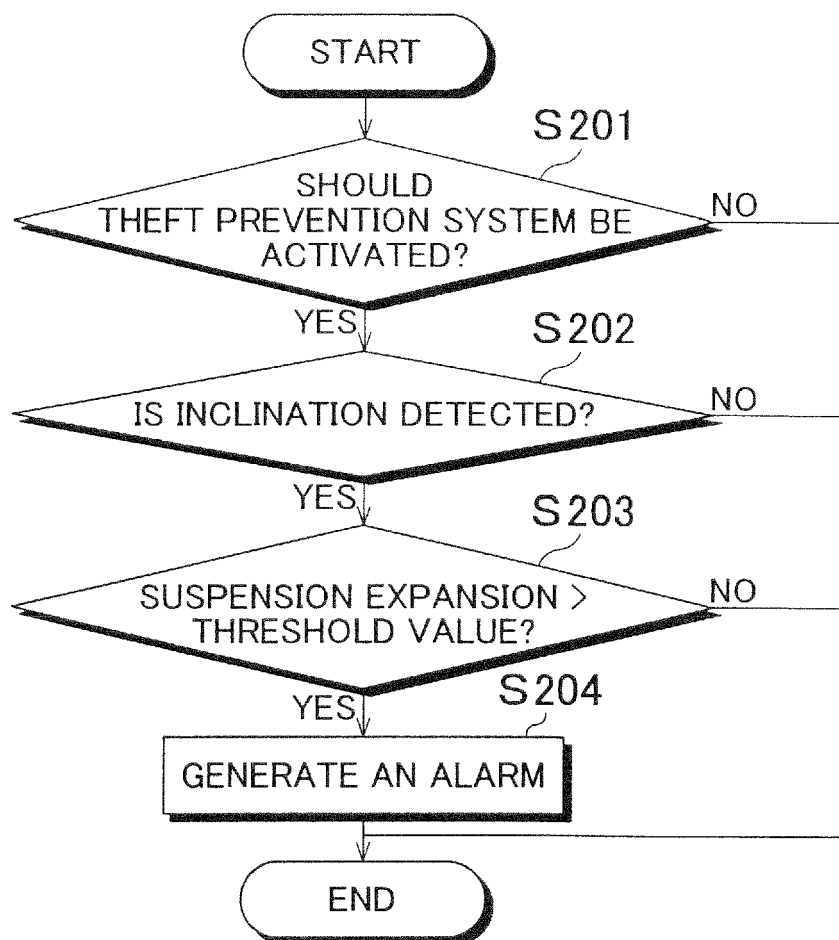 START
S201
SHOULD
THEFT PREVENTION SYSTEM BE
ACTIVATED?
NO
YES
S202
IS INCLINATION DETECTED?
NO
YES
S203
SUSPENSION EXPANSION >
THRESHOLD VALUE?
NO
YES
S204
GENERATE AN ALARM
END